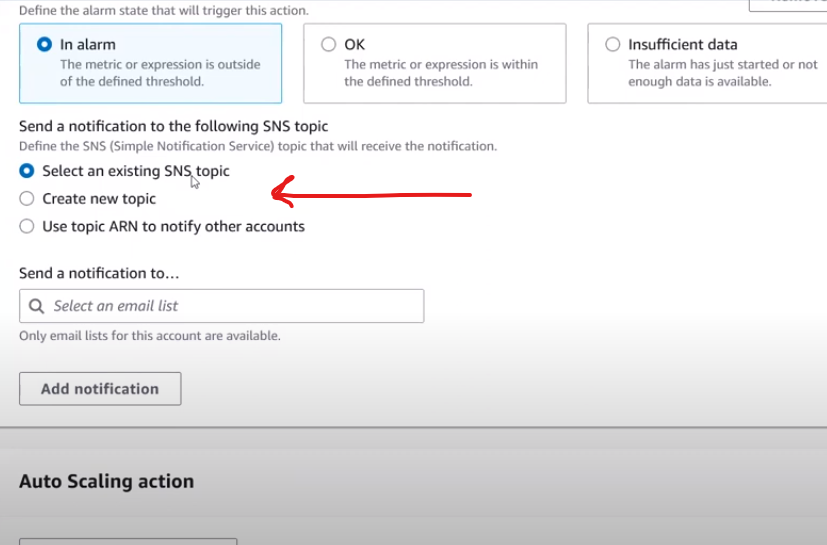 Define the alarm state that will trigger this action.
In alarm
The metric or expression is outside
of the defined threshold.
OK
The metric or expression is within
the defined threshold.
Insufficient data
The alarm has just started or not
enough data is available.
Send a notification to the following SNS topic
Define the SNS (Simple Notification Service) topic that will receive the notification.
Select an existing SNS topic
Create new topic
Use topic ARN to notify other accounts
Send a notification to...
Select an email list
Only email lists for this account are available.
Add notification
Auto Scaling action